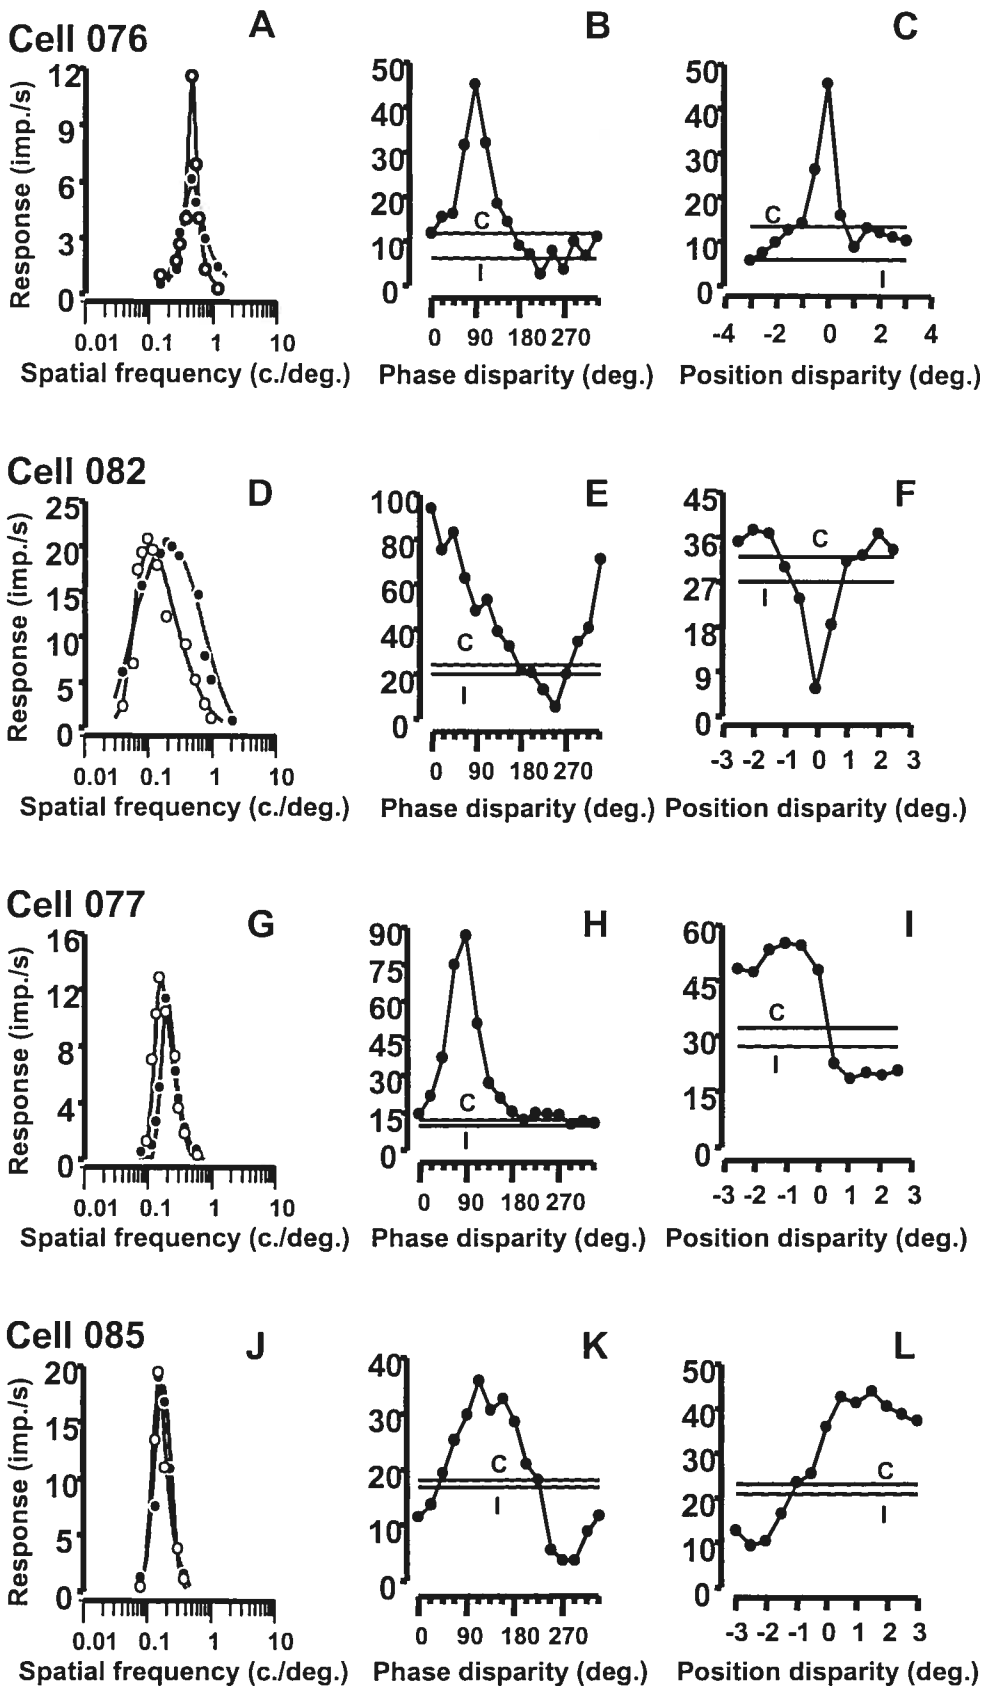 Cell 076
A
B
C
Response (imp./s)
12
9
6
3
0
0.01 0.1 1 10
Spatial frequency (c./deg.)
50
40
30
20
10
0
C
I
0 90 180 270
Phase disparity (deg.)
50
40
30
20
10
0
C
I
-4 -2 0 2 4
Position disparity (deg.)
Cell 082
D
E
F
Response (imp./s)
25
20
15
10
5
0
0.01 0.1 1 10
Spatial frequency (c./deg.)
100
80
60
40
20
0
C
I
0 90 180 270
Phase disparity (deg.)
45
36
27
18
9
0
C
I
-3 -2 -1 0 1 2 3
Position disparity (deg.)
Cell 077
G
H
I
Response (imp./s)
16
12
8
4
0
0.01 0.1 1 10
Spatial frequency (c./deg.)
90
75
60
45
30
15
0
C
I
0 90 180 270
Phase disparity (deg.)
60
45
30
15
0
C
I
-3 -2 -1 0 1 2 3
Position disparity (deg.)
Cell 085
J
K
L
Response (imp./s)
20
15
10
5
0
0.01 0.1 1 10
Spatial frequency (c./deg.)
40
30
20
10
0
C
I
0 90 180 270
Phase disparity (deg.)
50
40
30
20
10
0
C
I
-3 -2 -1 0 1 2 3
Position disparity (deg.)